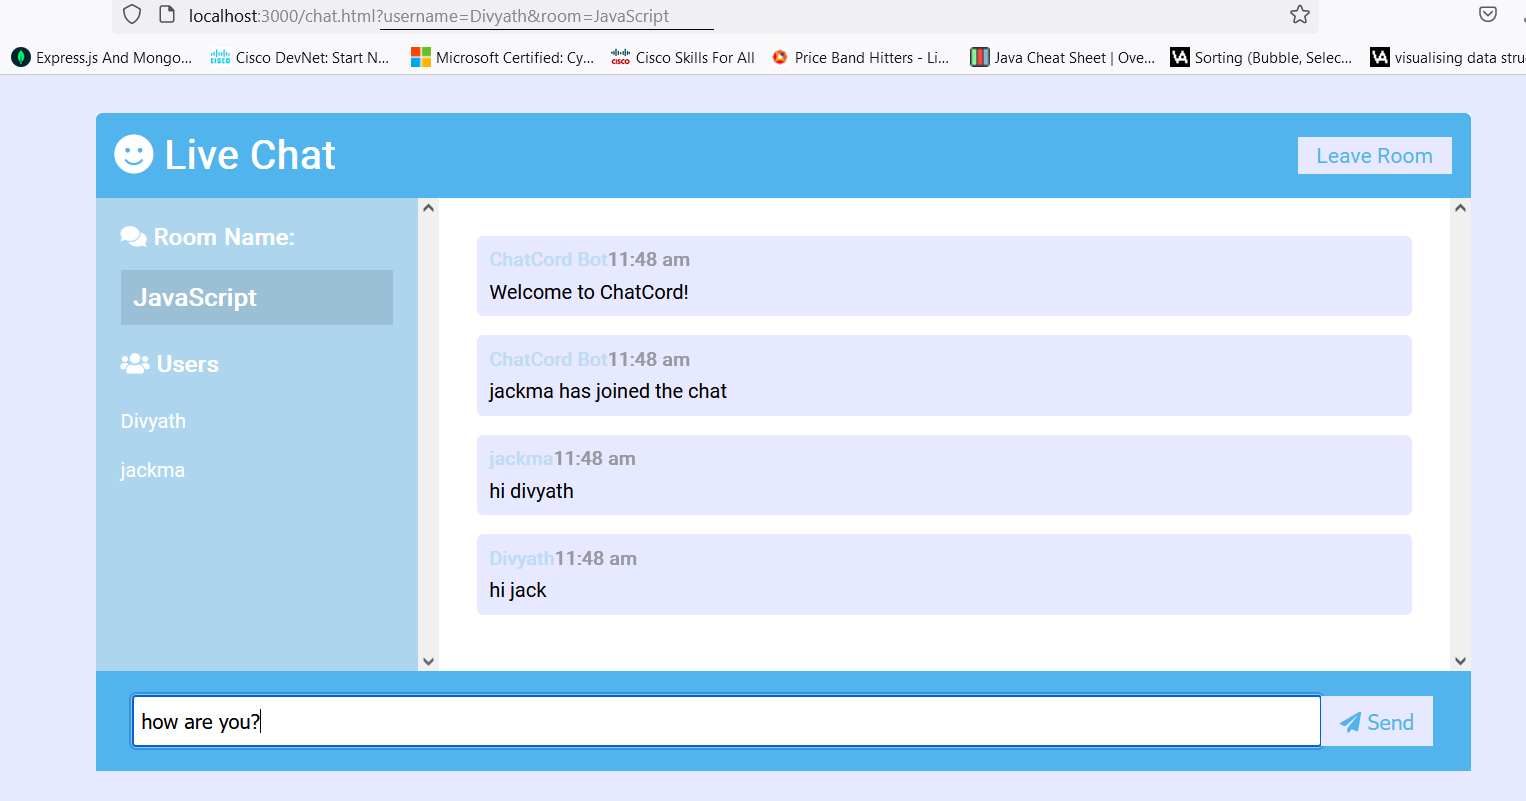 localhost:3000/chat.html?username=Divyath&room=JavaScript
Express.js And Mongo... Cisco DevNet: Start N... Microsoft Certified: Cy... Cisco Skills For All Price Band Hitters - Li... Java Cheat Sheet | Ove... Sorting (Bubble, Selec... visualising data stru
Live Chat
Leave Room
Room Name:
JavaScript
Users
Divyath
jackma
ChatCord Bot11:48 am
Welcome to ChatCord!
ChatCord Bot11:48 am
jackma has joined the chat
jackma11:48 am
hi divyath
Divyath11:48 am
hi jack
how are you?
Send